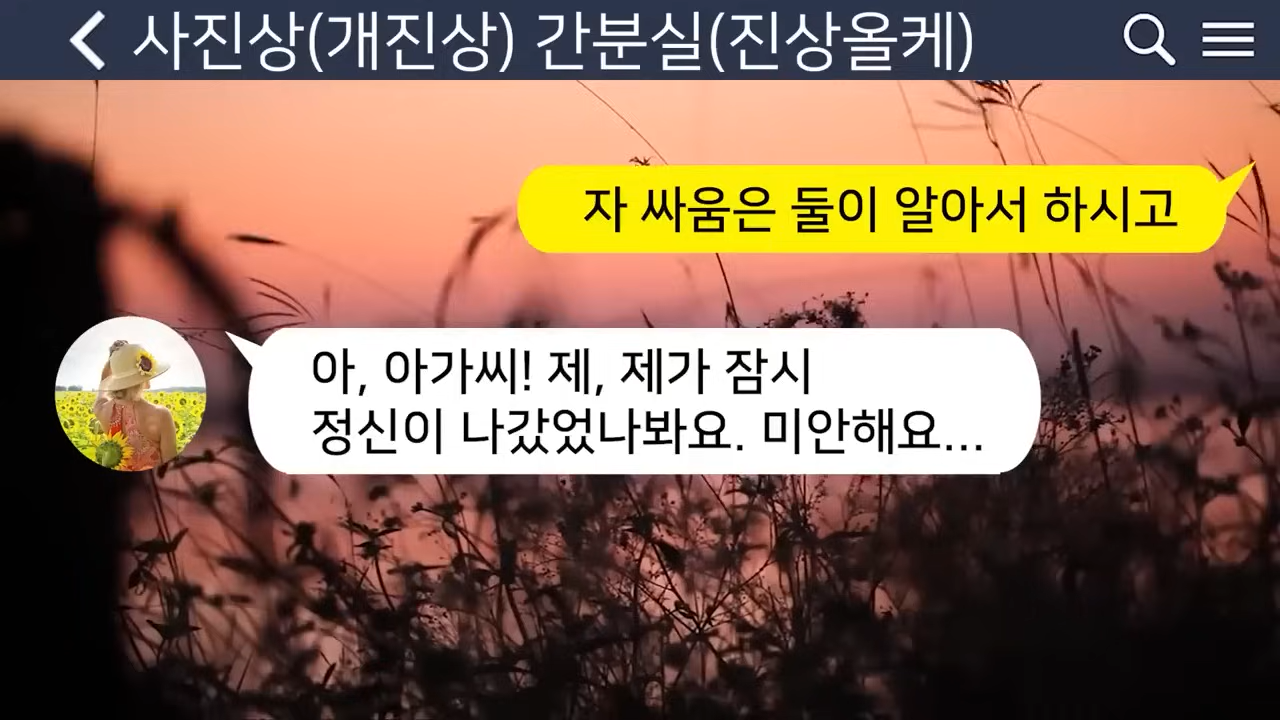 사진상(개진상) 간분실(진상올케)
자 싸움은 둘이 알아서 하시고
아, 아가씨! 제, 제가 잠시
정신이 나갔었나봐요. 미안해요...